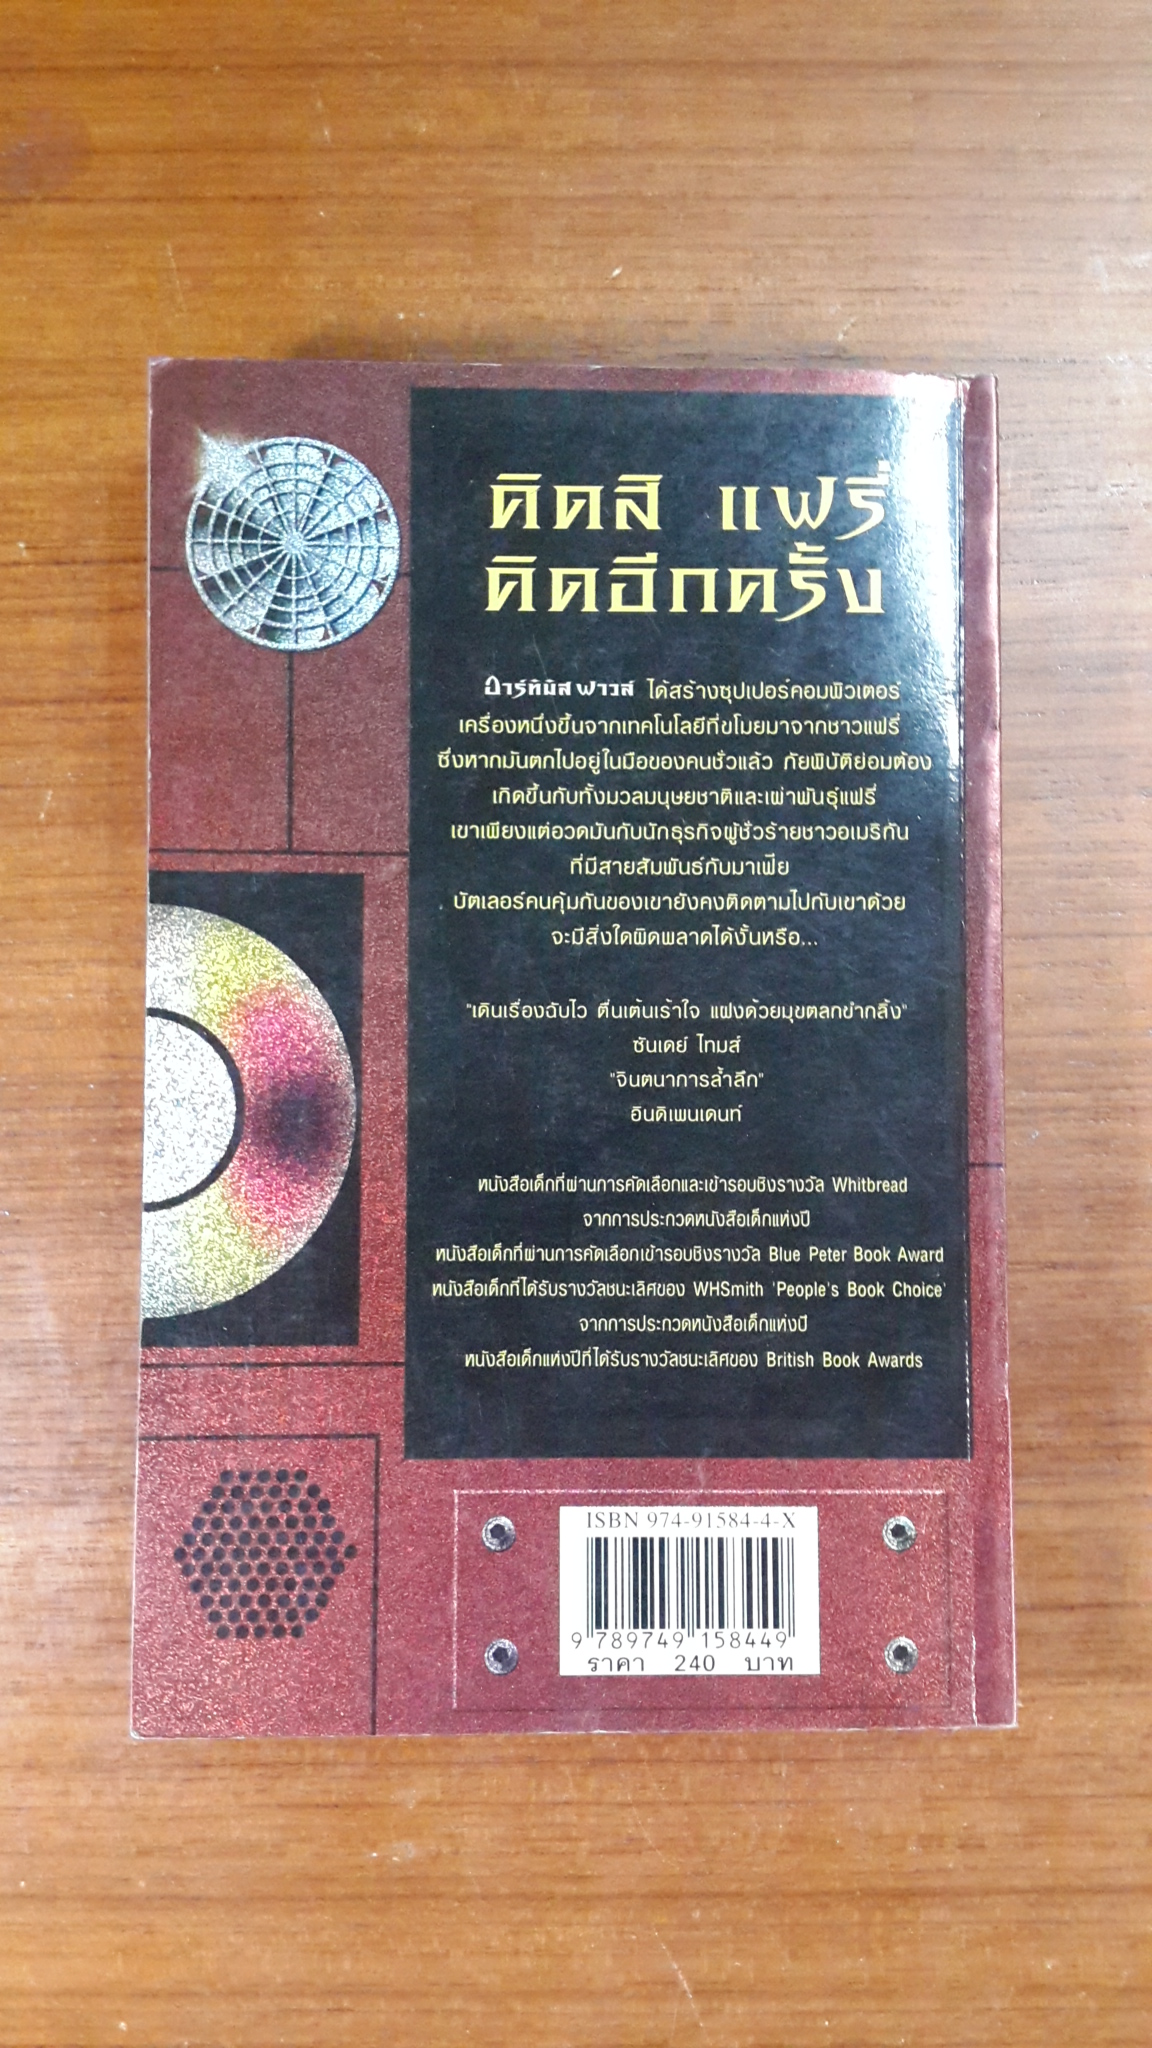 คิดสิ แฟรี่
คิดอีกครั้ง
อาร์ทิมิส ฟาวล์ ได้สร้างซุปเปอร์คอมพิวเตอร์
เครื่องหนึ่งขึ้นจากเทคโนโลยีที่ขโมยมาจากชาวแฟรี่
ซึ่งหากมันตกไปอยู่ในมือของคนชั่วแล้ว ภัยพิบัติย่อมต้อง
เกิดขึ้นกับทั้งมวลมนุษยชาติและเผ่าพันธุ์แฟรี่
เขาเพียงแต่อวดมันกับนักธุรกิจผู้ชั่วร้ายชาวอเมริกัน
ที่มีสายสัมพันธ์กับมาเฟีย
บัตเลอร์คนคุ้มกันของเขายังคงติดตามไปกับเขาด้วย
จะมีสิ่งใดผิดพลาดได้งั้นหรือ...
"เดินเรื่องฉับไว ตื่นเต้นเร้าใจ แฝงด้วยมุขตลกขำกลิ้ง"
ซันเดย์ ไทมส์
"จินตนาการล้ำลึก"
อินดิเพนเดนท์
หนังสือเด็กที่ผ่านการคัดเลือกและเข้ารอบชิงรางวัล Whitbread
จากการประกวดหนังสือเด็กแห่งปี
หนังสือเด็กที่ผ่านการคัดเลือกเข้ารอบชิงรางวัล Blue Peter Book Award
หนังสือเด็กที่ได้รับรางวัลชนะเลิศของ WHSmith 'People's Book Choice'
จากการประกวดหนังสือเด็กแห่งปี
หนังสือเด็กแห่งปีที่ได้รับรางวัลชนะเลิศของ British Book Awards
ISBN 974-91584-4-X
9 789749 158449
ราคา 240 บาท